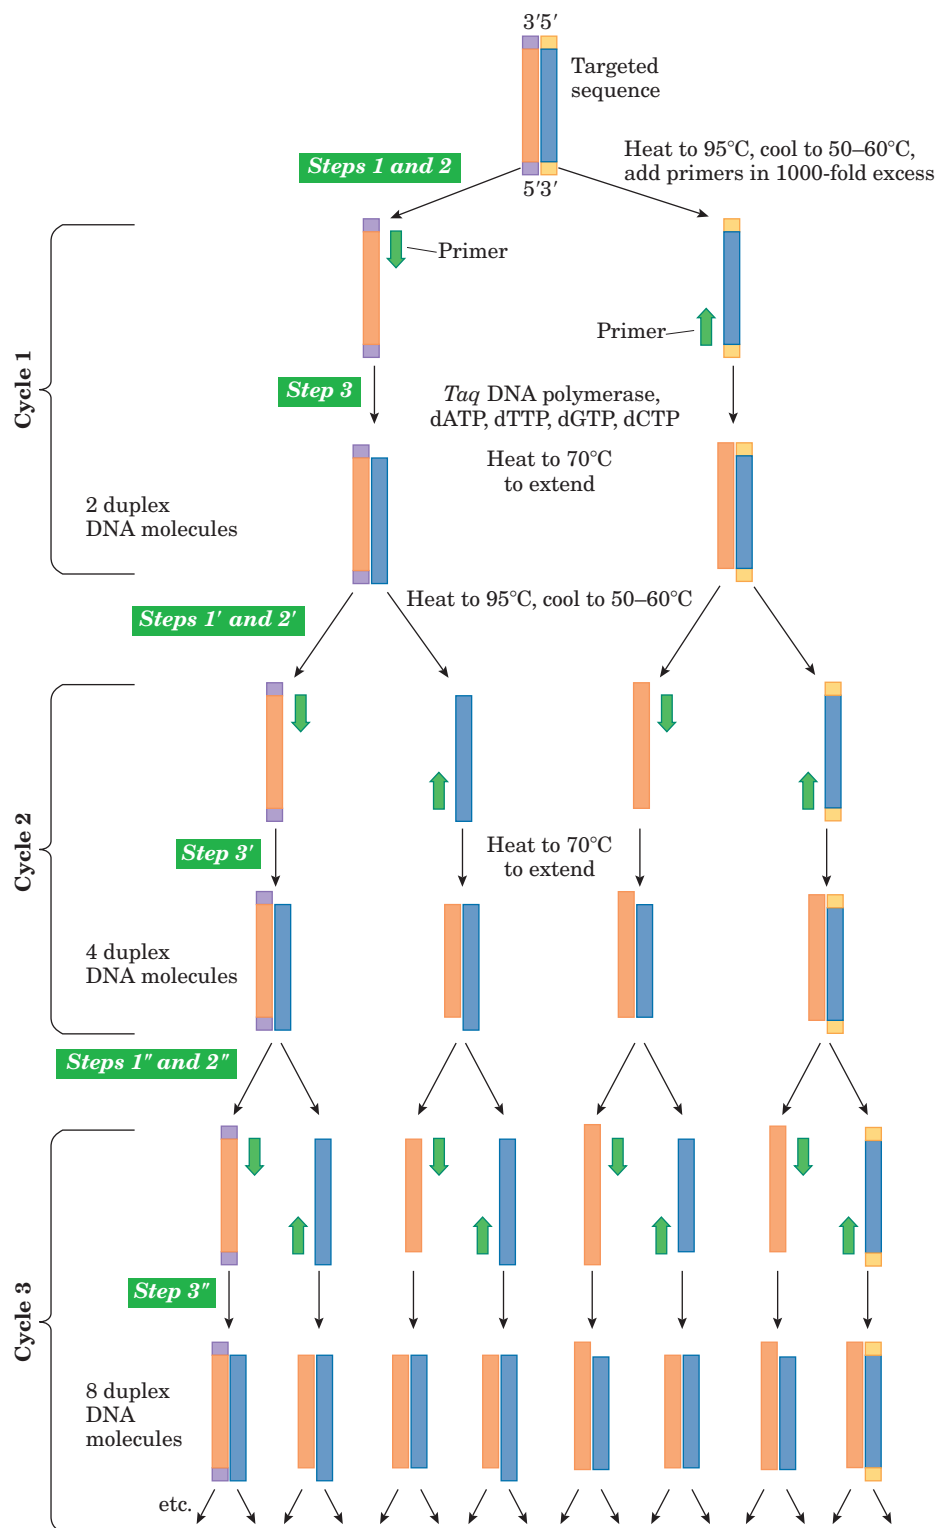 3′5′
Targeted
sequence
Heat to 95°C, cool to 50–60°C,
add primers in 1000-fold excess
Steps 1 and 2
5′3′
Primer
Primer
Cycle 1
Step 3
Taq DNA polymerase,
dATP, dTTP, dGTP, dCTP
Heat to 70°C
to extend
2 duplex
DNA molecules
Heat to 95°C, cool to 50–60°C
Steps 1′ and 2′
Cycle 2
Step 3′
Heat to 70°C
to extend
4 duplex
DNA molecules
Steps 1″ and 2″
Cycle 3
Step 3″
8 duplex
DNA
molecules
etc.